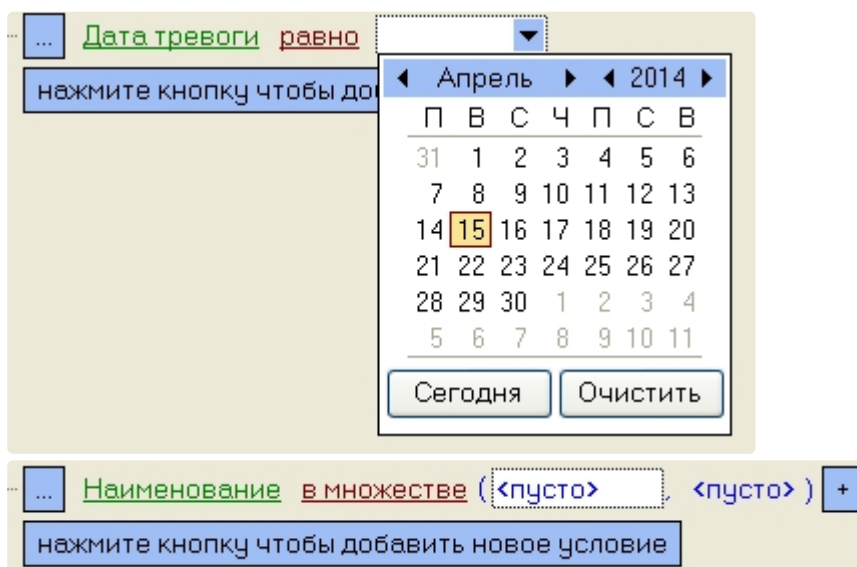 ... Дата тревоги равно
Апрель 2014
нажмите кнопку чтобы
П В С Ч П С В
31 1 2 3 4 5 6
7 8 9 10 11 12 13
14 15 16 17 18 19 20
21 22 23 24 25 26 27
28 29 30 1 2 3 4
5 6 7 8 9 10 11
Сегодня Очистить
... Наименование в множестве ( <пусто> , <пусто> ) +
нажмите кнопку чтобы добавить новое условие